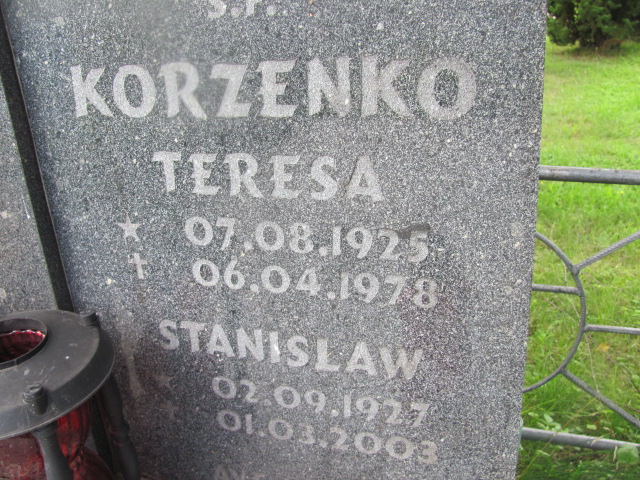 Ś.P.
KORZENKO
TERESA
07.08.1925
06.04.1978
STANISŁAW
02.09.1927
01.03.2003